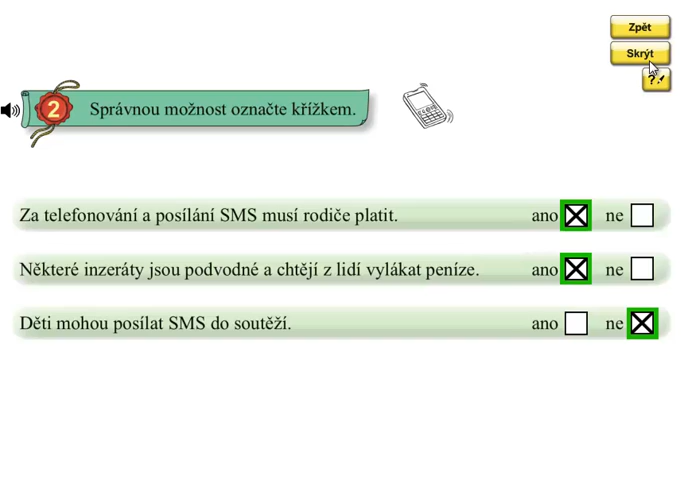 Zpět
Skrýt
?
2 Správnou možnost označte křížkem.
Za telefonování a posílání SMS musí rodiče platit. ano ne
Některé inzeráty jsou podvodné a chtějí z lidí vylákat peníze. ano ne
Děti mohou posílat SMS do soutěží. ano ne